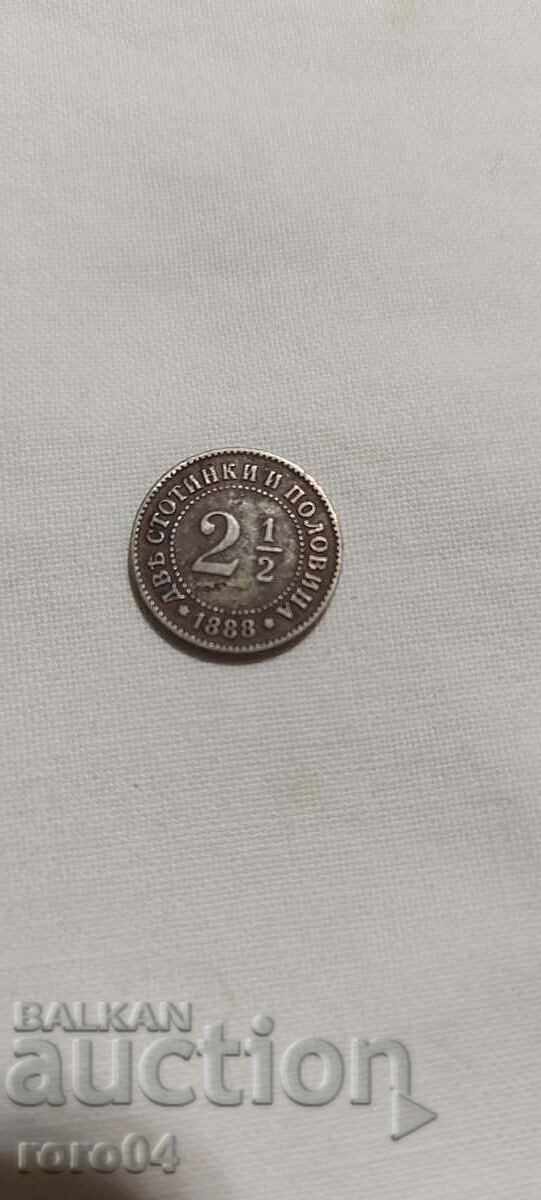 ДВѢ СТОТИНКИ И ПОЛОВИНА
2 1/2
* 1888 *
BALKAN
auction
roro04